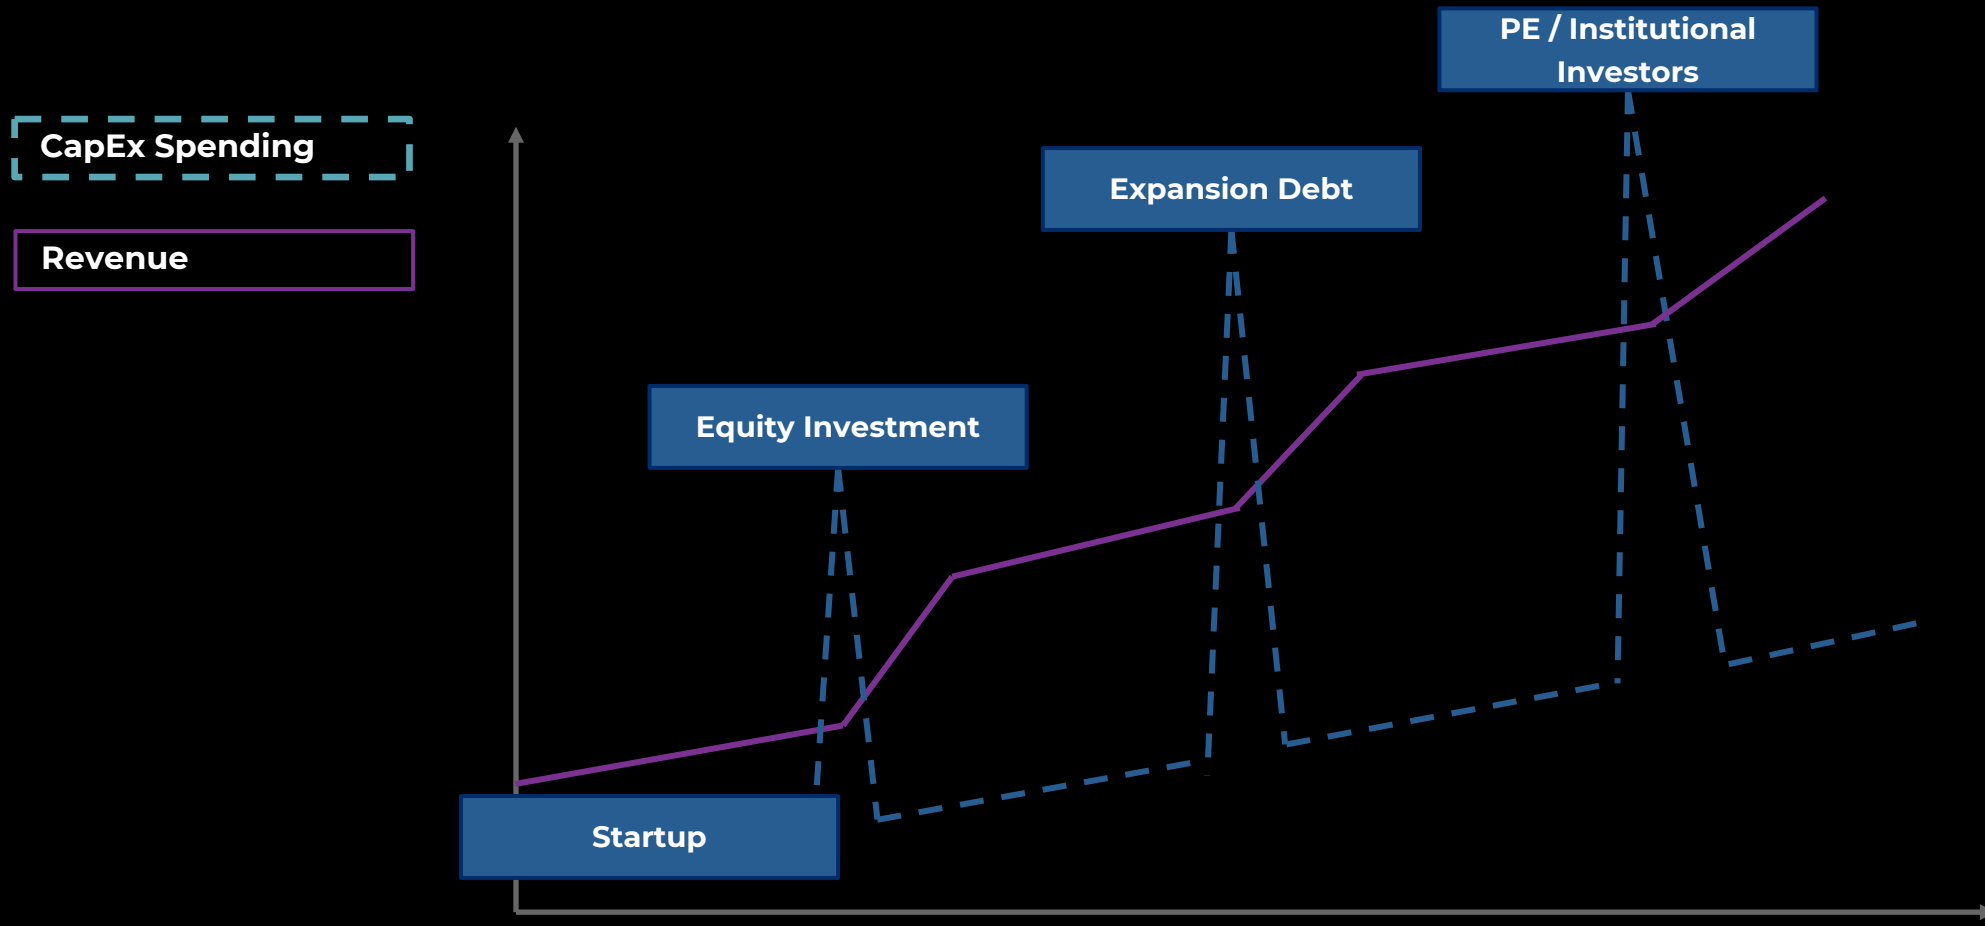 PE / Institutional
Investors
CapEx Spending
Expansion Debt
Revenue
Equity Investment
Startup